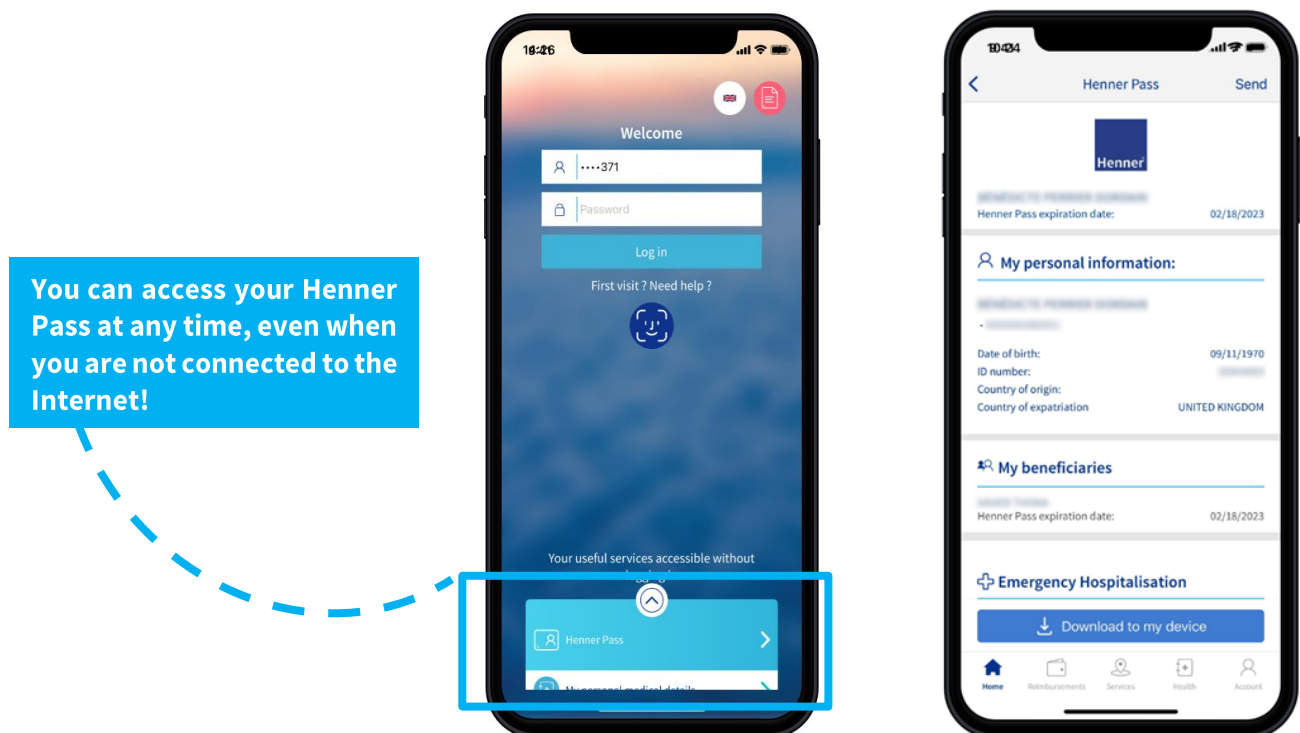 You can access your Henner
Pass at any time, even when
you are not connected to the
Internet!
Welcome
····371
Password
Log in
First visit ? Need help ?
Your useful services accessible without
Henner Pass
My personal medical details
Henner Pass
Send
Henner
Henner Pass expiration date: 02/18/2023
My personal information:
Date of birth: 09/11/1970
ID number:
Country of origin:
Country of expatriation UNITED KINGDOM
My beneficiaries
Henner Pass expiration date: 02/18/2023
Emergency Hospitalisation
Download to my device
Home Reimbursements Services Health Account